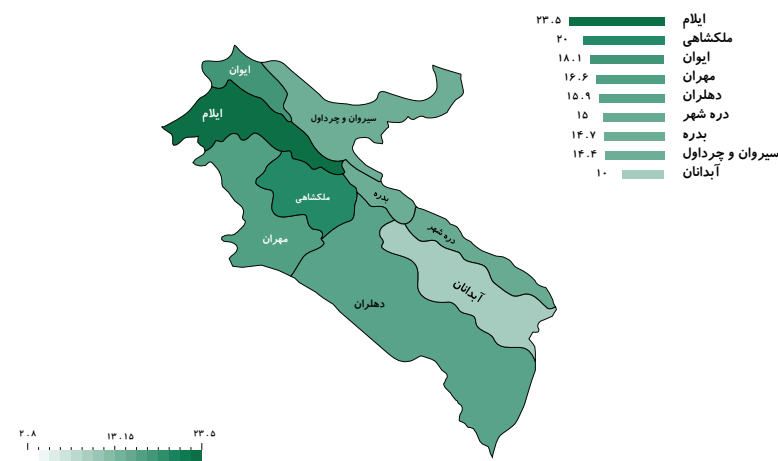 ایلام ۲۳.۵
ملکشاهی ۲۰
ایوان ۱۸.۱
مهران ۱۶.۶
دهلران ۱۵.۹
دره شهر ۱۵
بدره ۱۴.۷
سیروان و چرداول ۱۴.۴
آبدانان ۱۰
ایوان
ایلام
سیروان و چرداول
ملکشاهی
بدره
مهران
دره شهر
آبدانان
دهلران
۲.۸ ۱۳.۱۵ ۲۳.۵